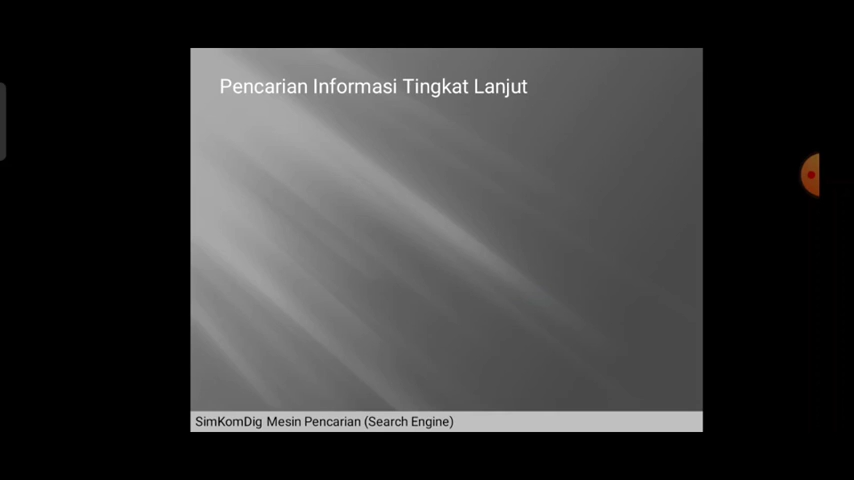 Pencarian Informasi Tingkat Lanjut
SimKomDig Mesin Pencarian (Search Engine)